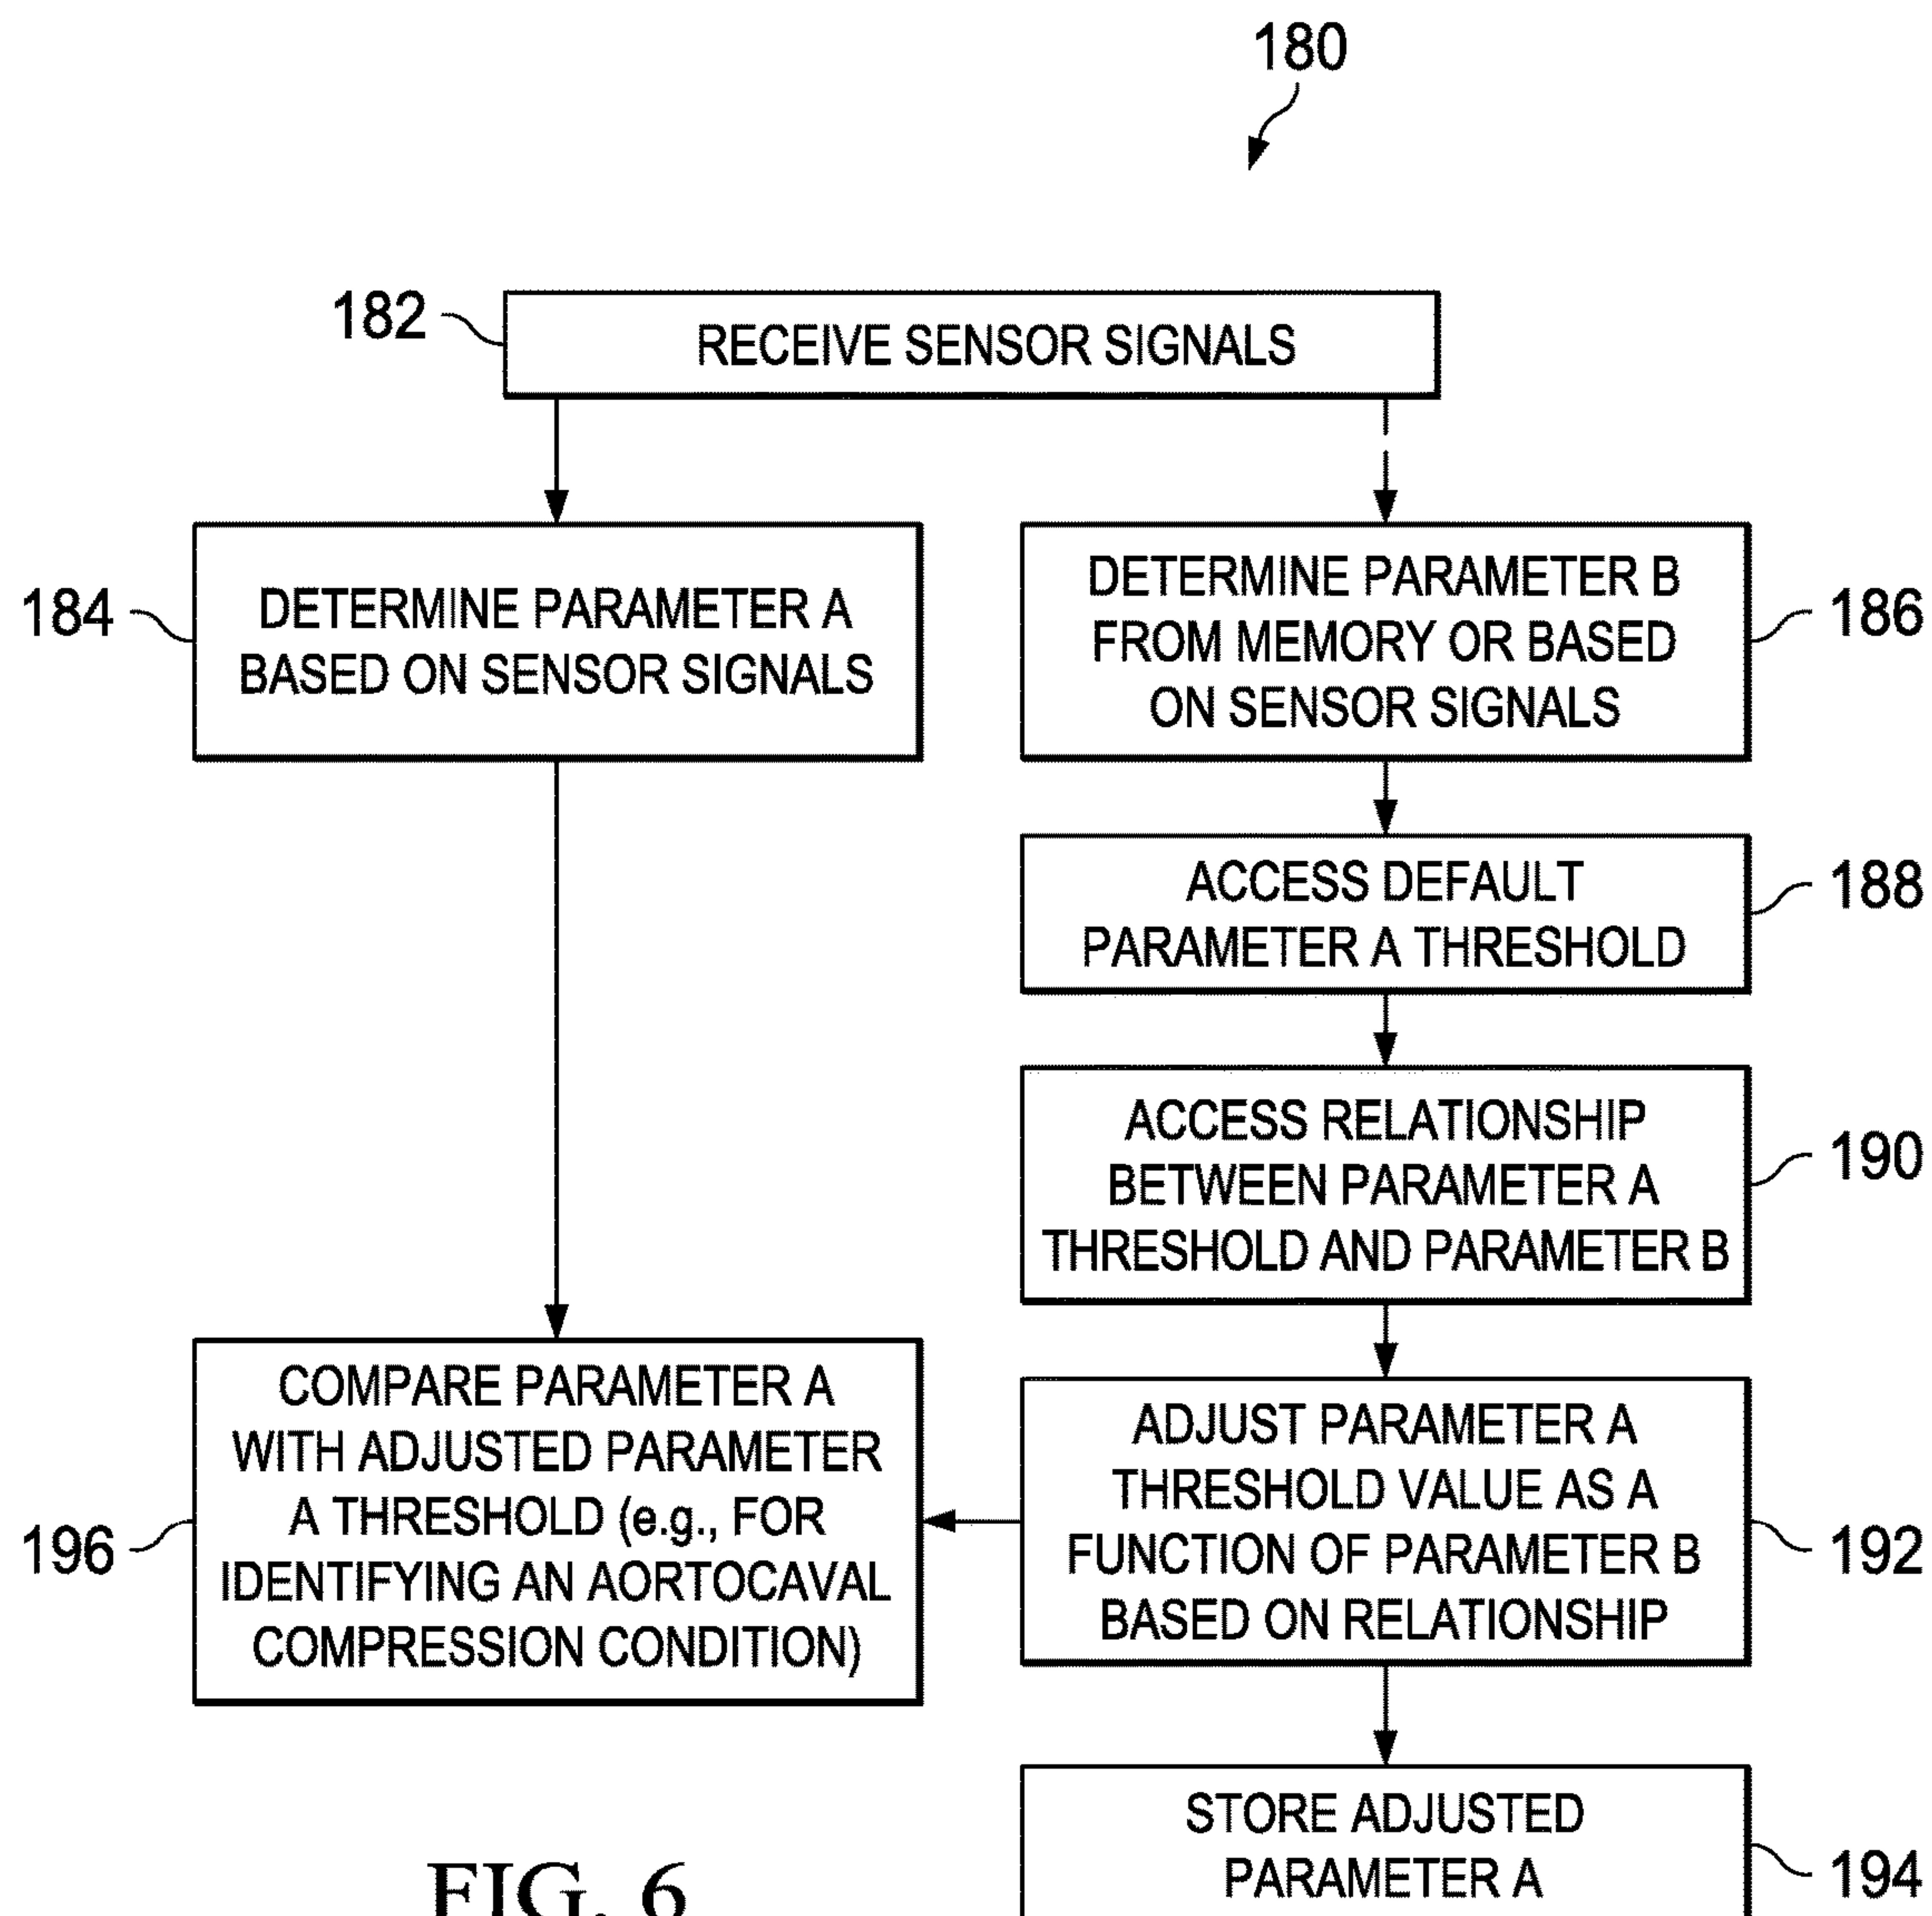 180
182
RECEIVE SENSOR SIGNALS
184
DETERMINE PARAMETER A
BASED ON SENSOR SIGNALS
DETERMINE PARAMETER B
FROM MEMORY OR BASED
ON SENSOR SIGNALS
186
ACCESS DEFAULT
PARAMETER A THRESHOLD
188
ACCESS RELATIONSHIP
BETWEEN PARAMETER A
THRESHOLD AND PARAMETER B
190
196
COMPARE PARAMETER A
WITH ADJUSTED PARAMETER
A THRESHOLD (e.g., FOR
IDENTIFYING AN AORTOCAVAL
COMPRESSION CONDITION)
ADJUST PARAMETER A
THRESHOLD VALUE AS A
FUNCTION OF PARAMETER B
BASED ON RELATIONSHIP
192
STORE ADJUSTED
PARAMETER A
194
FIG. 6